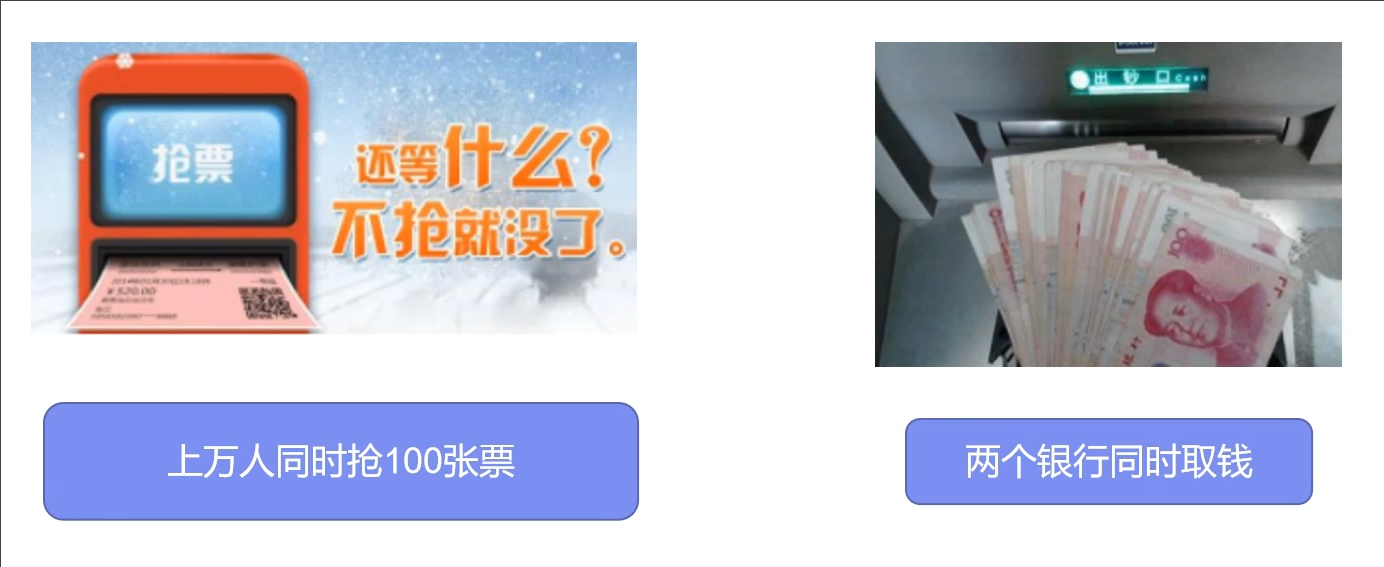 抢票
还等什么?
不抢就没了。
¥520.00
出钞口 Cash
100
上万人同时抢100张票
两个银行同时取钱